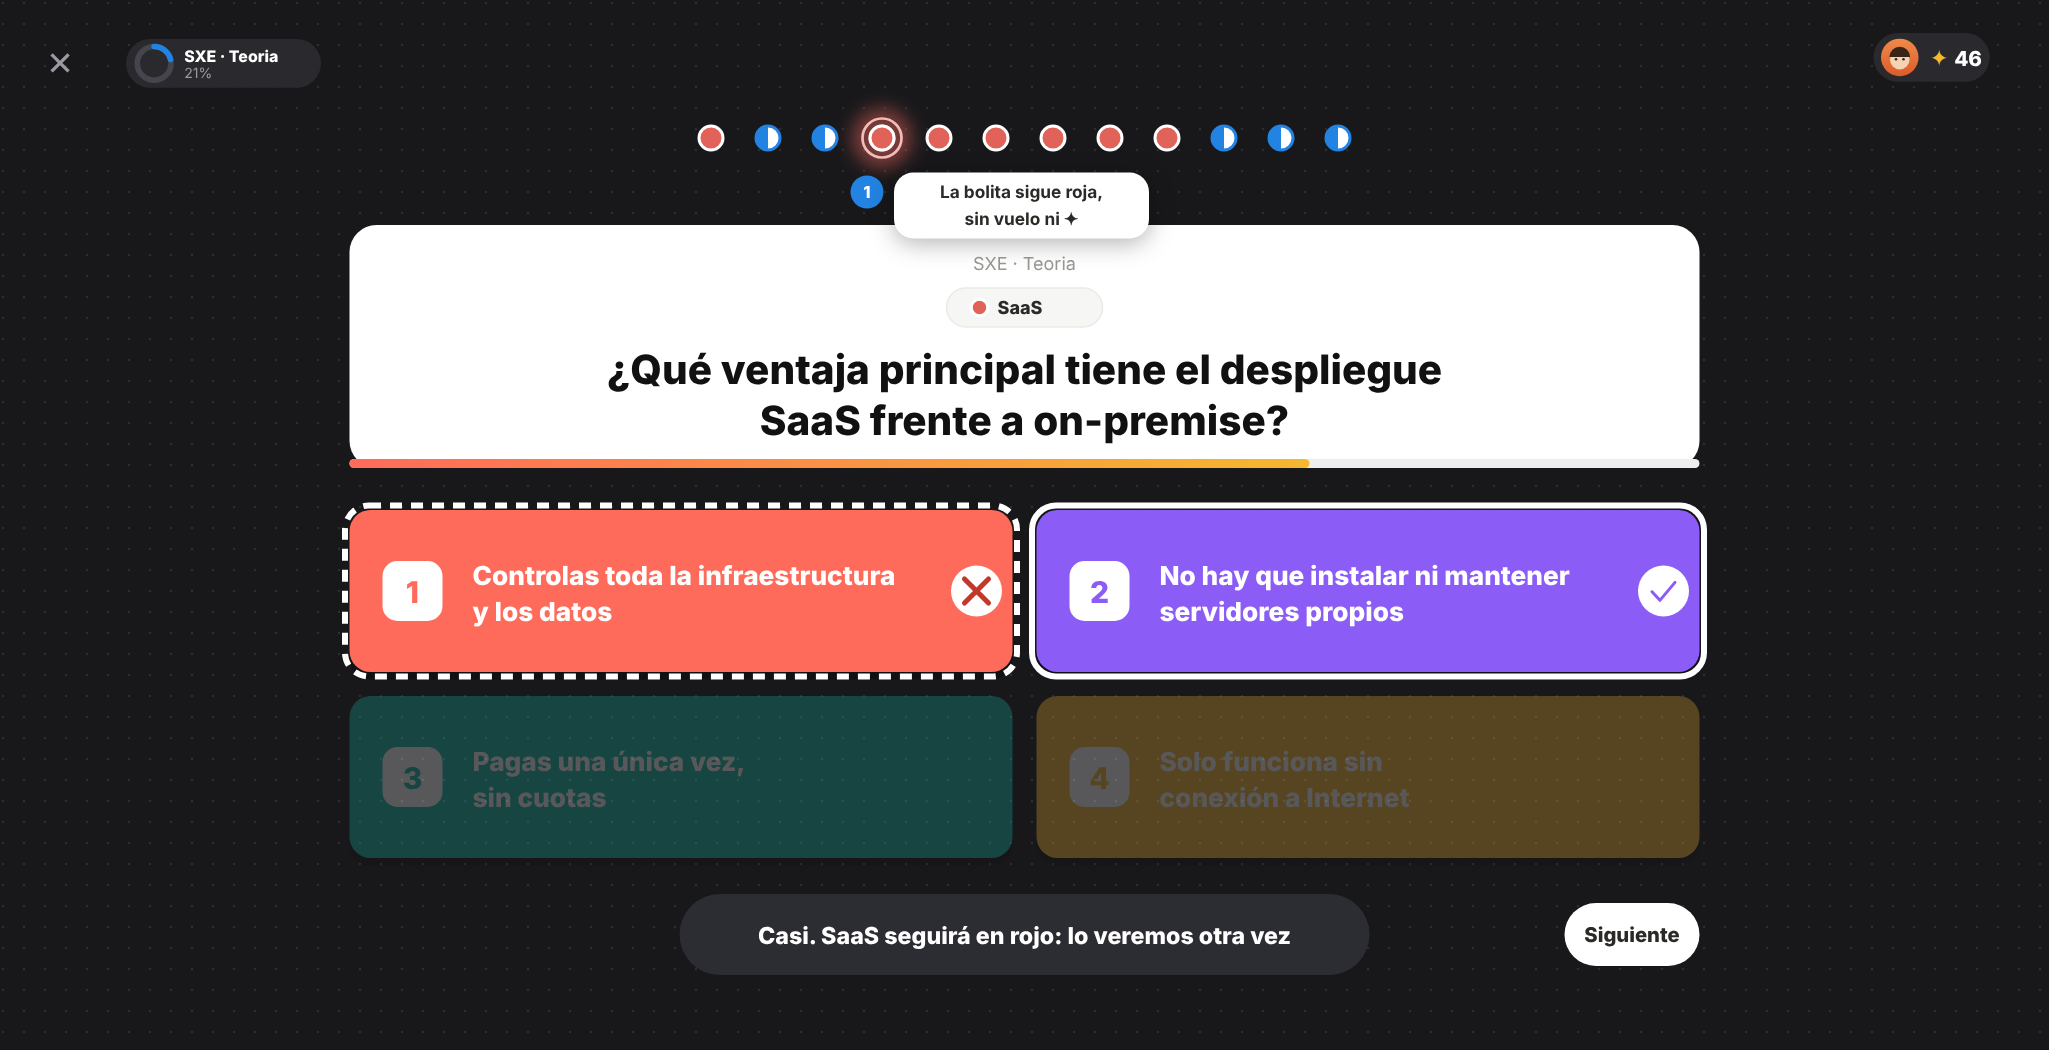 SXE · Teoria
21%
46
1
La bolita sigue roja,
sin vuelo ni ✦
SXE · Teoria
SaaS
¿Qué ventaja principal tiene el despliegue
SaaS frente a on-premise?
1
Controlas toda la infraestructura
y los datos
2
No hay que instalar ni mantener
servidores propios
3
Pagas una única vez,
sin cuotas
4
Solo funciona sin
conexión a Internet
Casi. SaaS seguirá en rojo: lo veremos otra vez
Siguiente